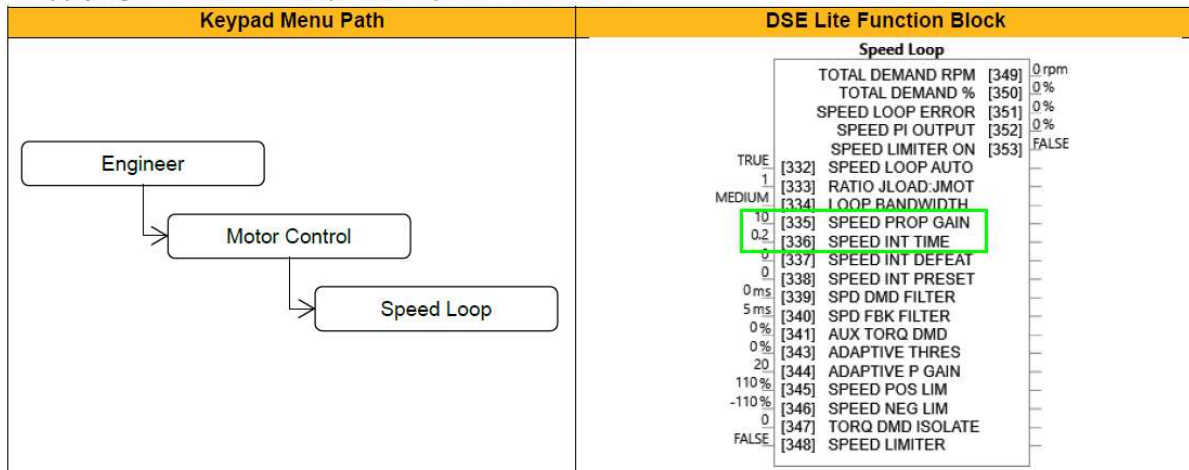 Keypad Menu Path
DSE Lite Function Block
Engineer
Motor Control
Speed Loop
Speed Loop
TOTAL DEMAND RPM [349] 0 rpm
TOTAL DEMAND % [350] 0 %
SPEED LOOP ERROR [351] 0 %
SPEED PI OUTPUT [352] 0 %
SPEED LIMITER ON [353] FALSE
TRUE [332] SPEED LOOP AUTO
1 [333] RATIO JLOAD:JMOT
MEDIUM [334] LOOP BANDWIDTH
10 [335] SPEED PROP GAIN
0.2 [336] SPEED INT TIME
0 [337] SPEED INT DEFEAT
0 [338] SPEED INT PRESET
0 ms [339] SPD DMD FILTER
5 ms [340] SPD FBK FILTER
0 % [341] AUX TORQ DMD
0 % [343] ADAPTIVE THRES
20 [344] ADAPTIVE P GAIN
110 % [345] SPEED POS LIM
-110 % [346] SPEED NEG LIM
0 [347] TORQ DMD ISOLATE
FALSE [348] SPEED LIMITER